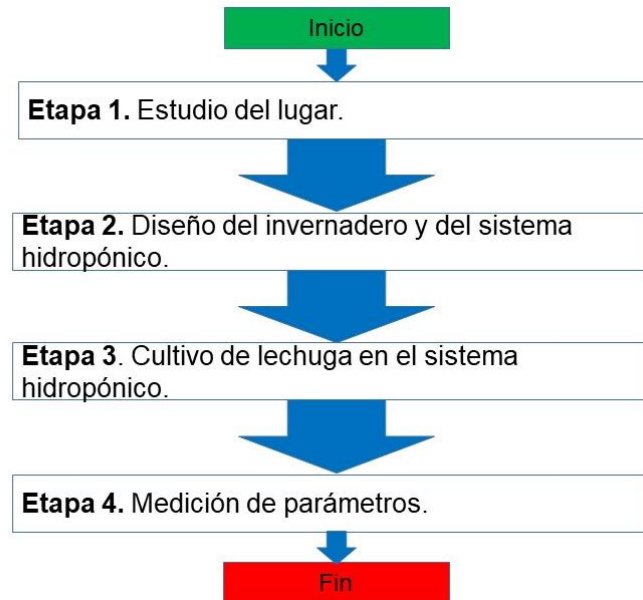 Inicio
Etapa 1. Estudio del lugar.
Etapa 2. Diseño del invernadero y del sistema
hidropónico.
Etapa 3. Cultivo de lechuga en el sistema
hidropónico.
Etapa 4. Medición de parámetros.
Fin